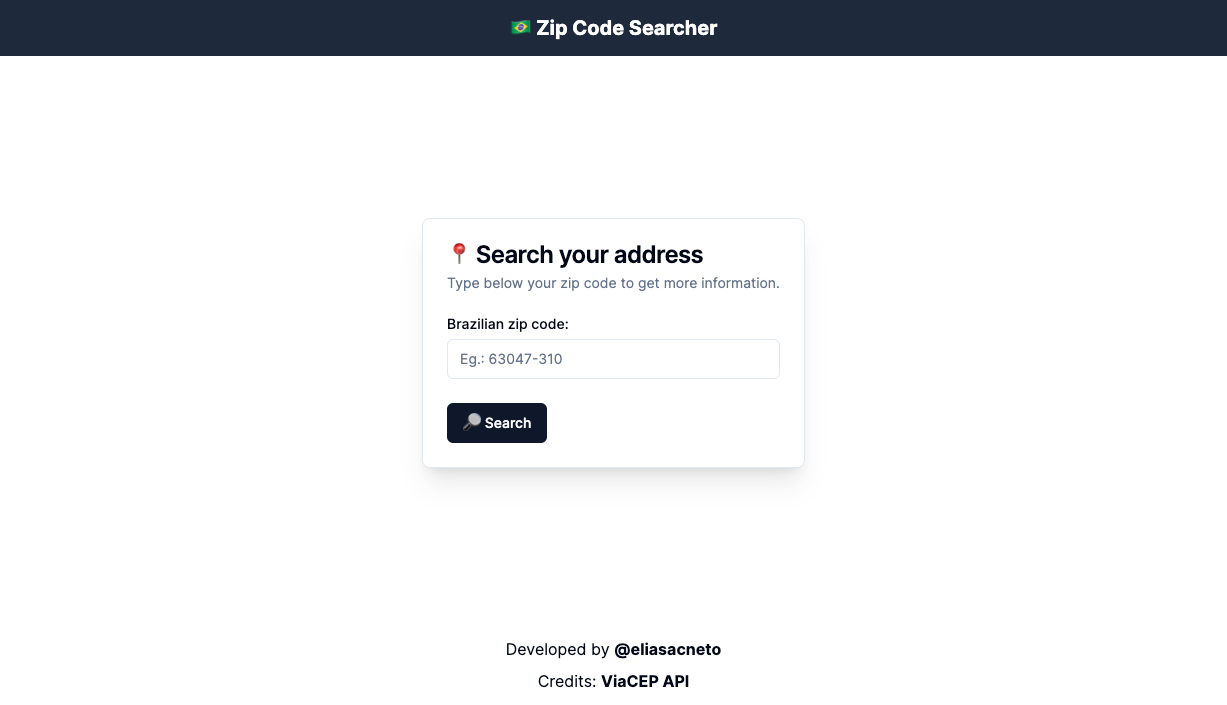 🇧🇷 Zip Code Searcher
📍 Search your address
Type below your zip code to get more information.
Brazilian zip code:
Eg.: 63047-310
🔎 Search
Developed by @eliasacneto
Credits: ViaCEP API